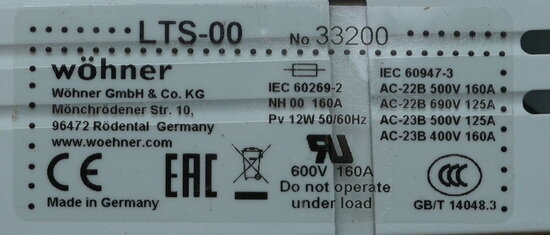 LTS-00 No 33200
wöhner
Wöhner GmbH & Co. KG
Mönchrödener Str. 10,
96472 Rödental Germany
www.woehner.com
CE EAC
Made in Germany
IEC 60269-2
NH 00 160A
Pv 12W 50/60Hz
RU
600V 160A
Do not operate
under load
IEC 60947-3
AC-22B 500V 160A
AC-22B 690V 125A
AC-23B 500V 125A
AC-23B 400V 160A
CCC
GB/T 14048.3